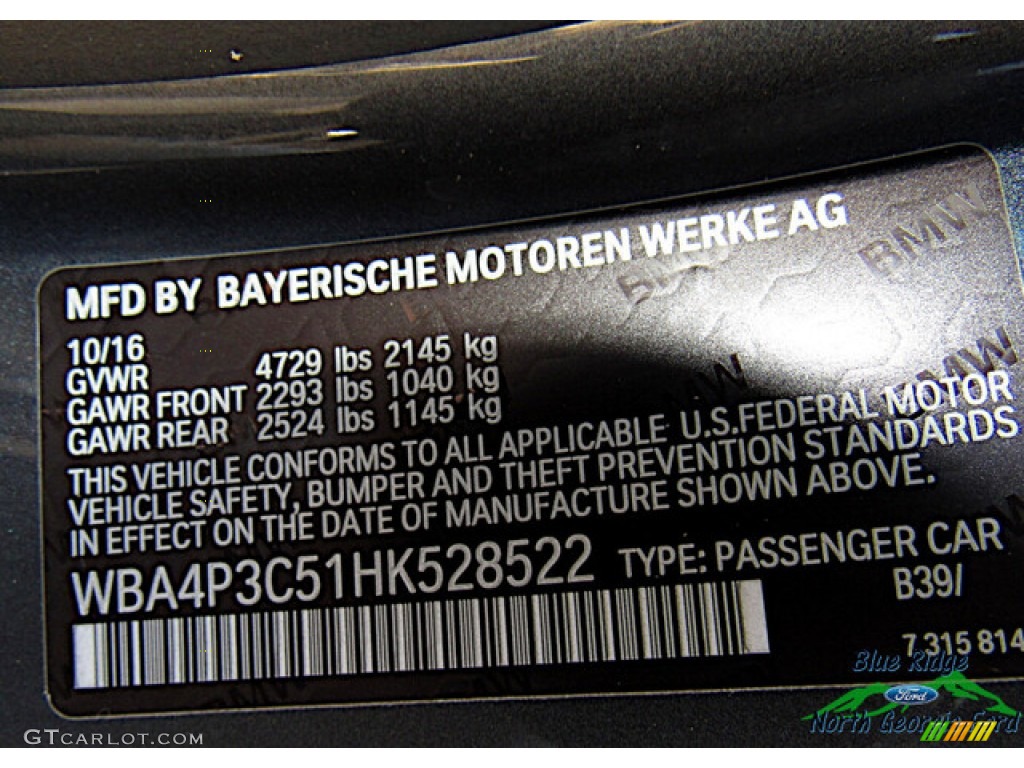 MFD BY BAYERISCHE MOTOREN WERKE AG
10/16
GVWR 4729 lbs 2145 kg
GAWR FRONT 2293 lbs 1040 kg
GAWR REAR 2524 lbs 1145 kg
THIS VEHICLE CONFORMS TO ALL APPLICABLE U.S.FEDERAL MOTOR
VEHICLE SAFETY, BUMPER AND THEFT PREVENTION STANDARDS
IN EFFECT ON THE DATE OF MANUFACTURE SHOWN ABOVE.
WBA4P3C51HK528522 TYPE: PASSENGER CAR
B39/
7 315 814
BMW
BMW
BMW
BMW
Blue Ridge
Ford
North Georgia Ford
GTCARLOT.COM